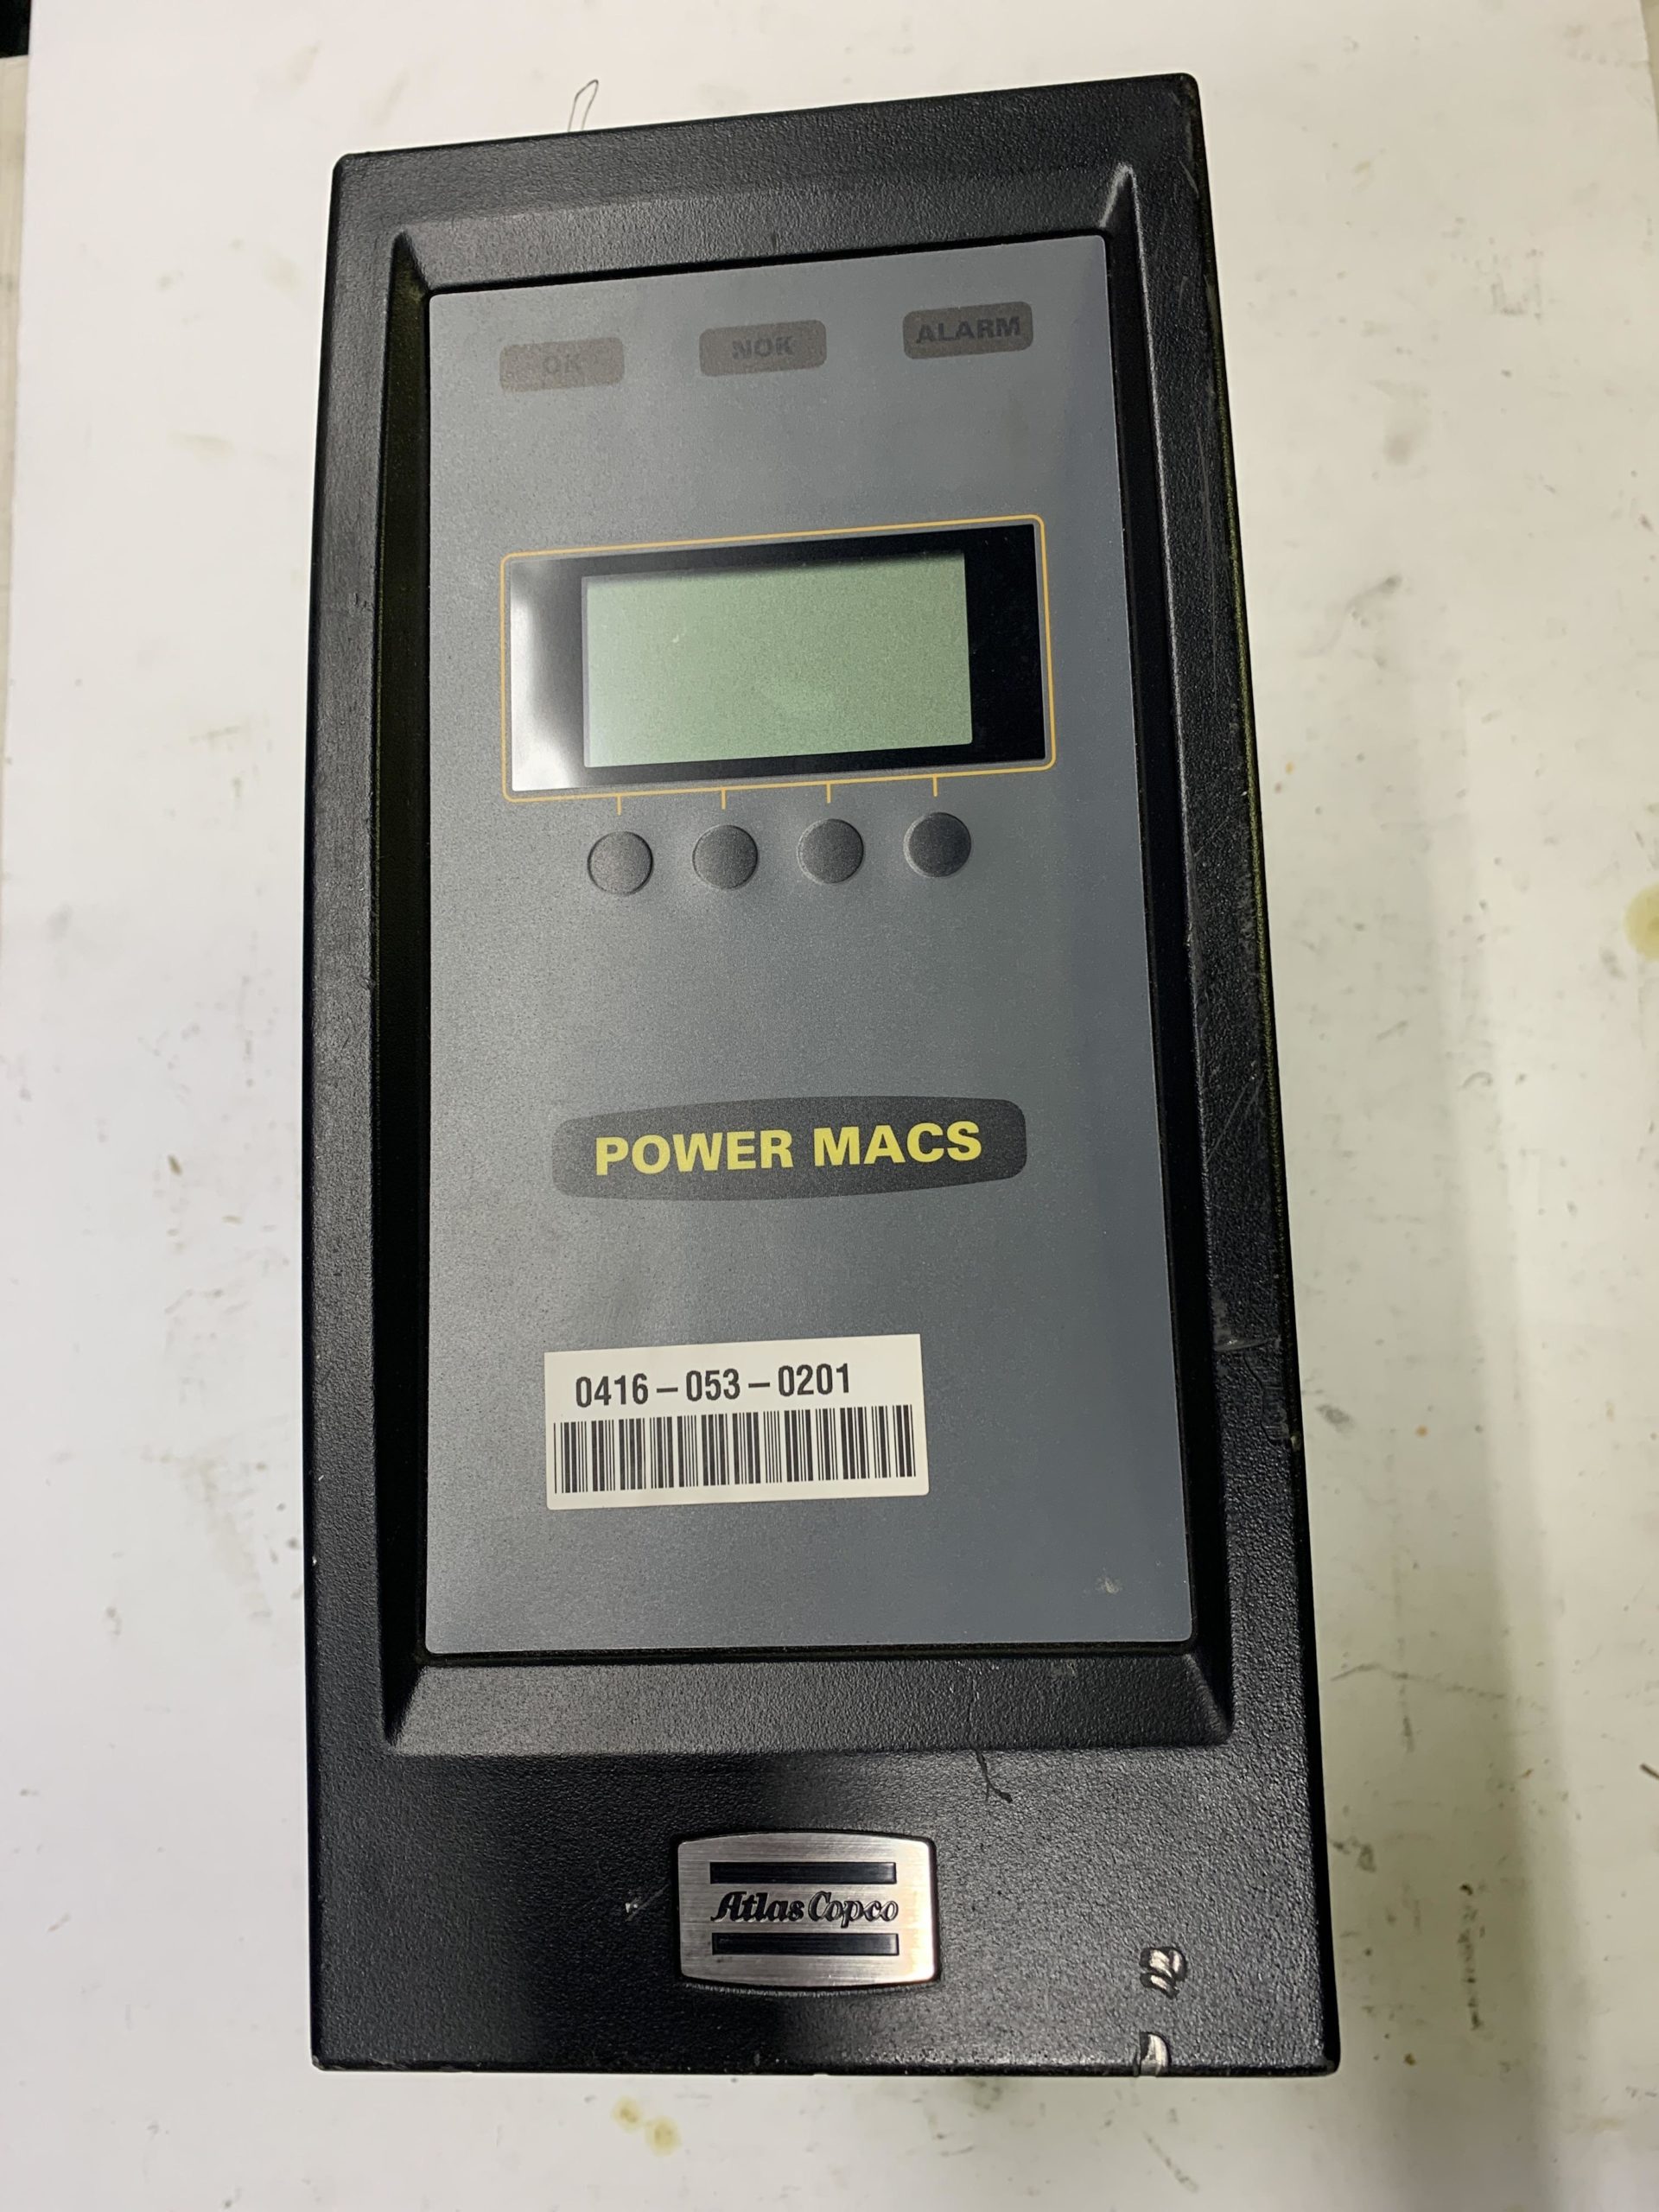 OK NOK ALARM
POWER MACS
0416-053-0201
Atlas Copco